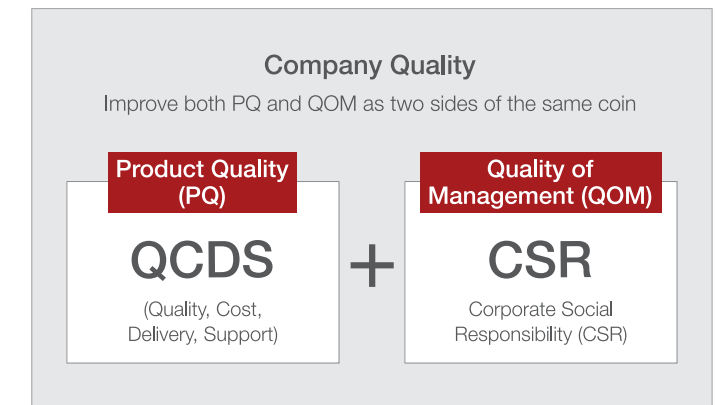 Company Quality
Improve both PQ and QOM as two sides of the same coin
Product Quality
(PQ)
QCDS
(Quality, Cost,
Delivery, Support)
+
Quality of
Management (QOM)
CSR
Corporate Social
Responsibility (CSR)